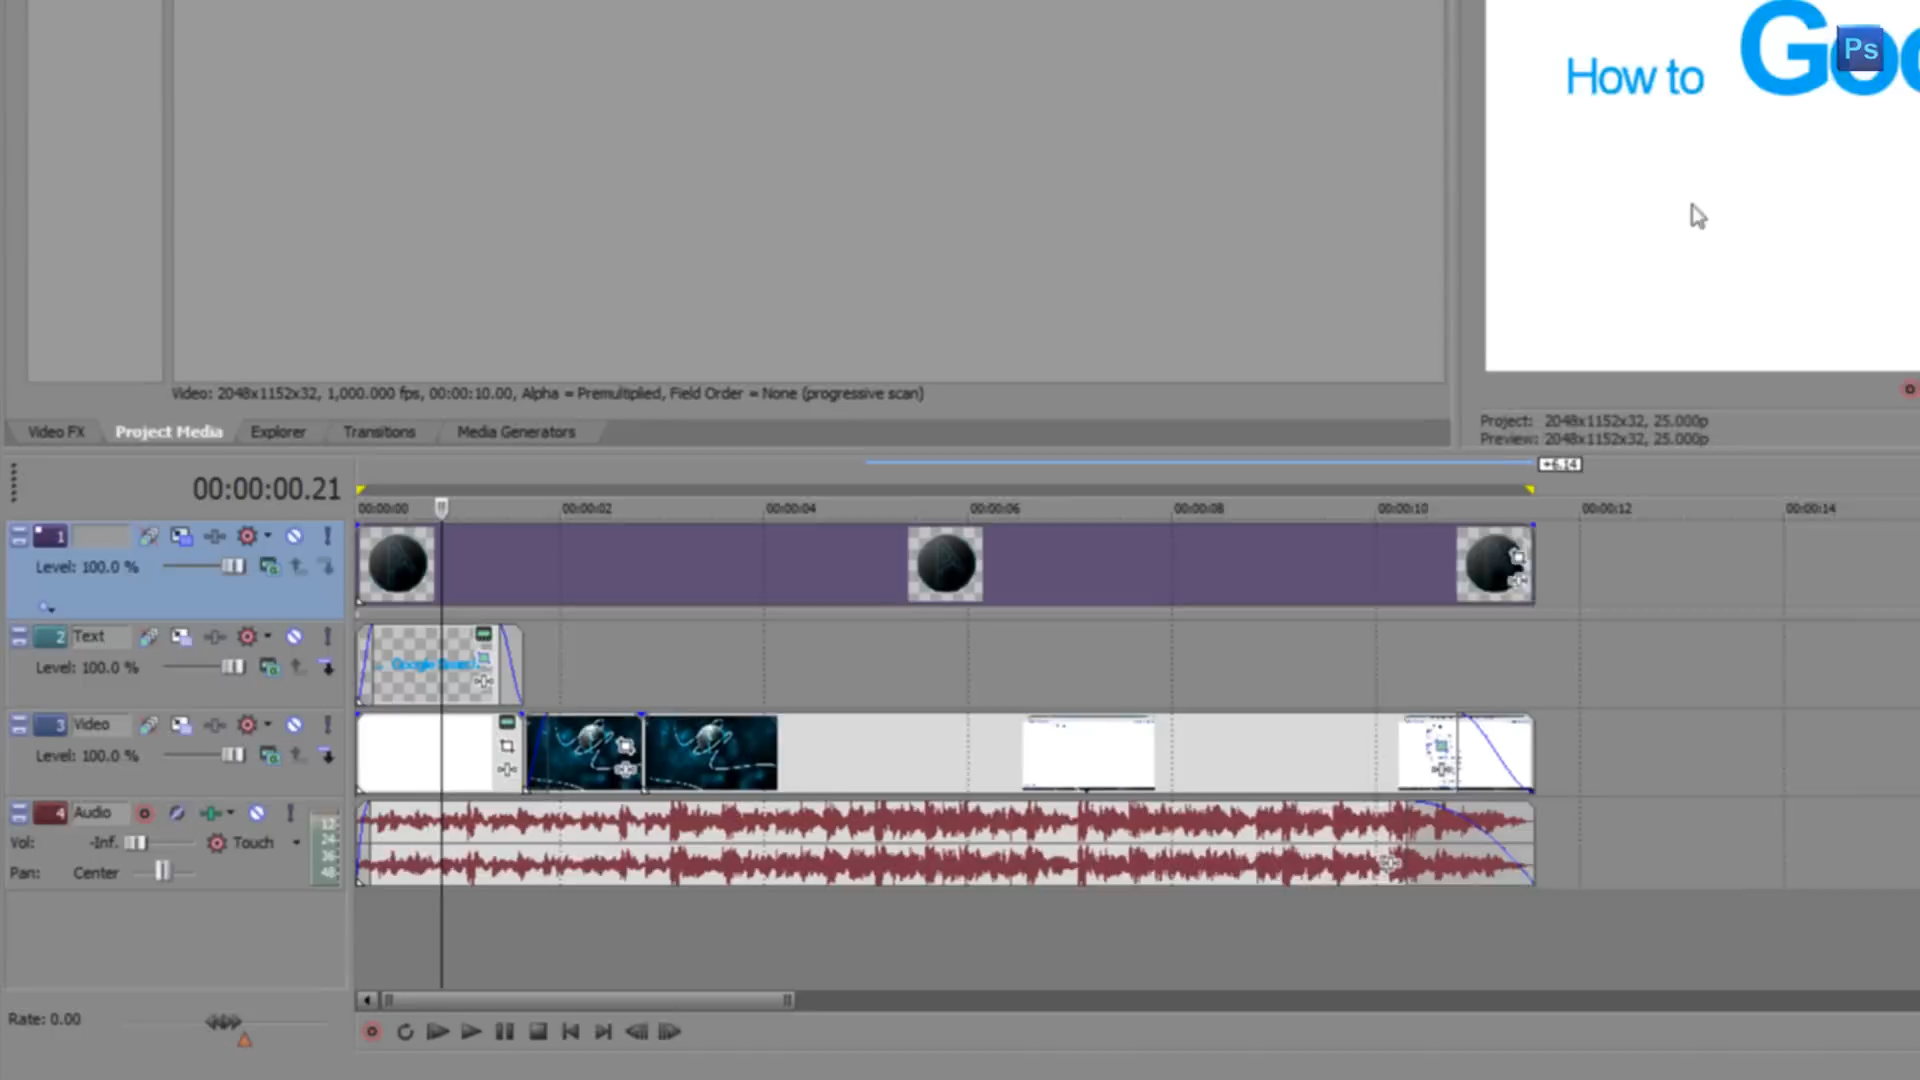 How to Goo
Ps
Video: 2048x1152x32, 1,000.000 fps, 00:00:10.00, Alpha = Premultiplied, Field Order = None (progressive scan)
Video FX
Project Media
Explorer
Transitions
Media Generators
Project: 2048x1152x32, 25.000p
Preview: 2048x1152x32, 25.000p
+6.14
00:00:00.21
00:00:00
00:00:02
00:00:04
00:00:06
00:00:08
00:00:10
00:00:12
00:00:14
1
Level: 100.0 %
2 Text
Level: 100.0 %
3 Video
Level: 100.0 %
4 Audio
Vol: -Inf. Touch
Pan: Center
12
24
36
48
Rate: 0.00